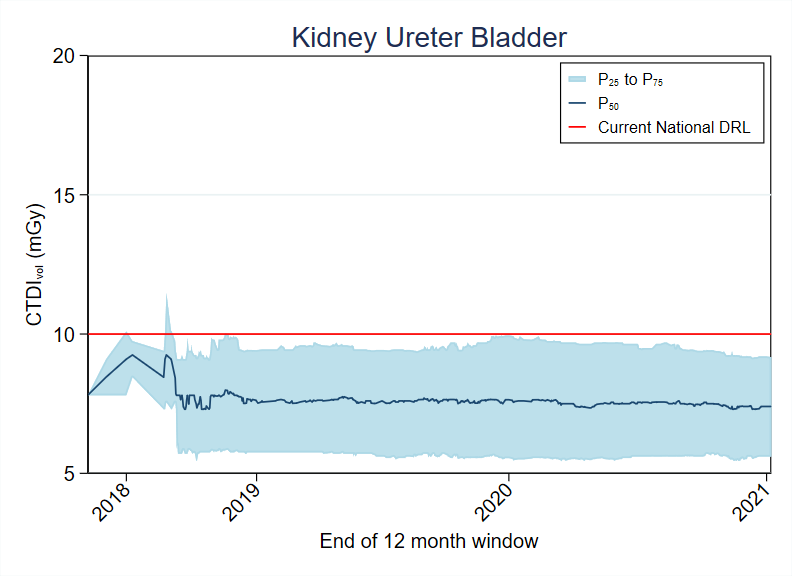 Kidney Ureter Bladder
P25 to P75
P50
Current National DRL
20
15
10
5
CTDIvol (mGy)
2018 2019 2020 2021
End of 12 month window